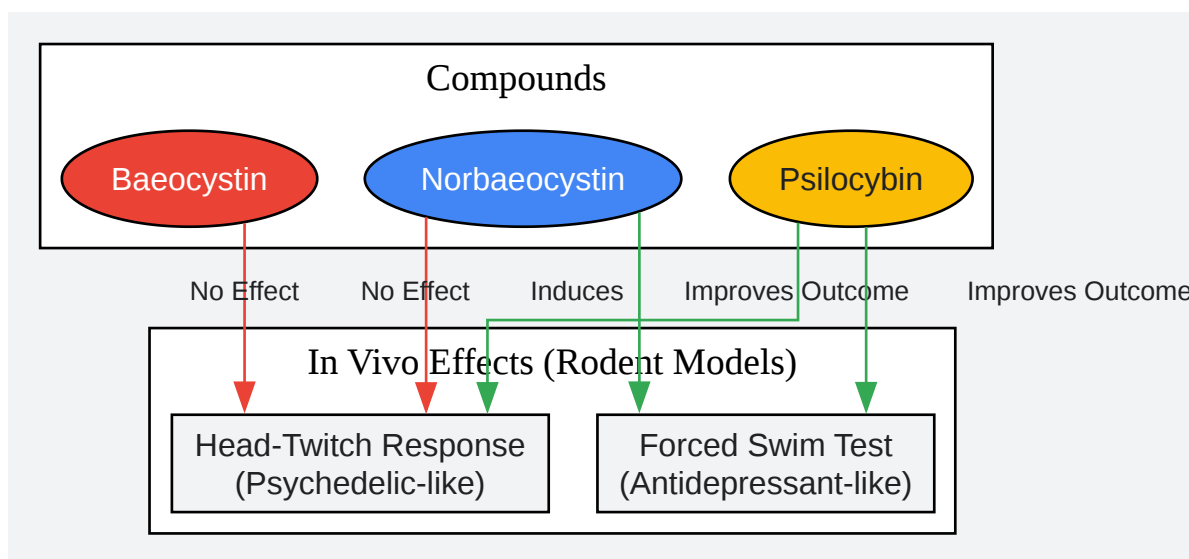 Compounds
Baeocystin
Norbaeocystin
Psilocybin
No Effect
No Effect
Induces
Improves Outcome
Improves Outcome
In Vivo Effects (Rodent Models)
Head-Twitch Response
(Psychedelic-like)
Forced Swim Test
(Antidepressant-like)